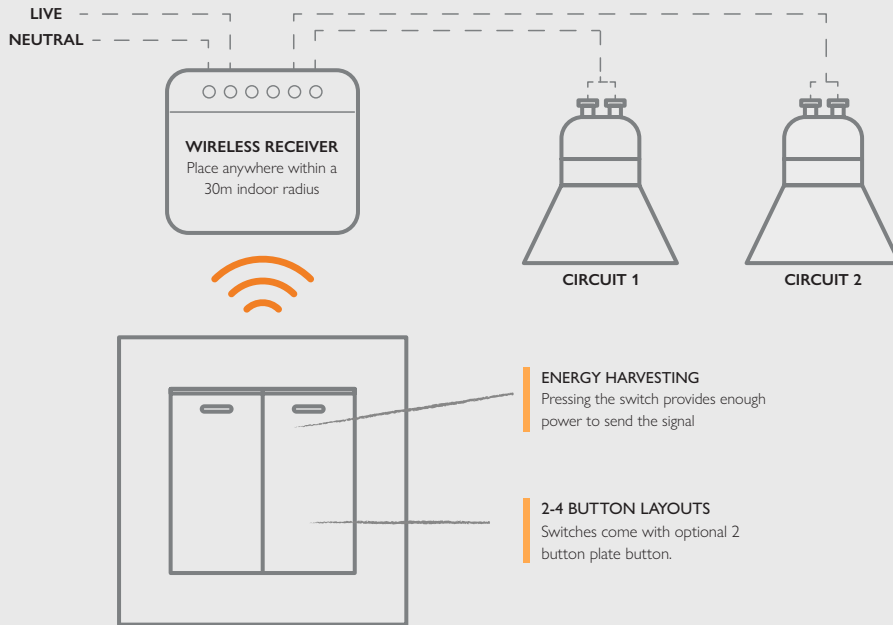 LIVE
NEUTRAL
WIRELESS RECEIVER
Place anywhere within a
30m indoor radius
CIRCUIT 1
CIRCUIT 2
ENERGY HARVESTING
Pressing the switch provides enough
power to send the signal
2-4 BUTTON LAYOUTS
Switches come with optional 2
button plate button.